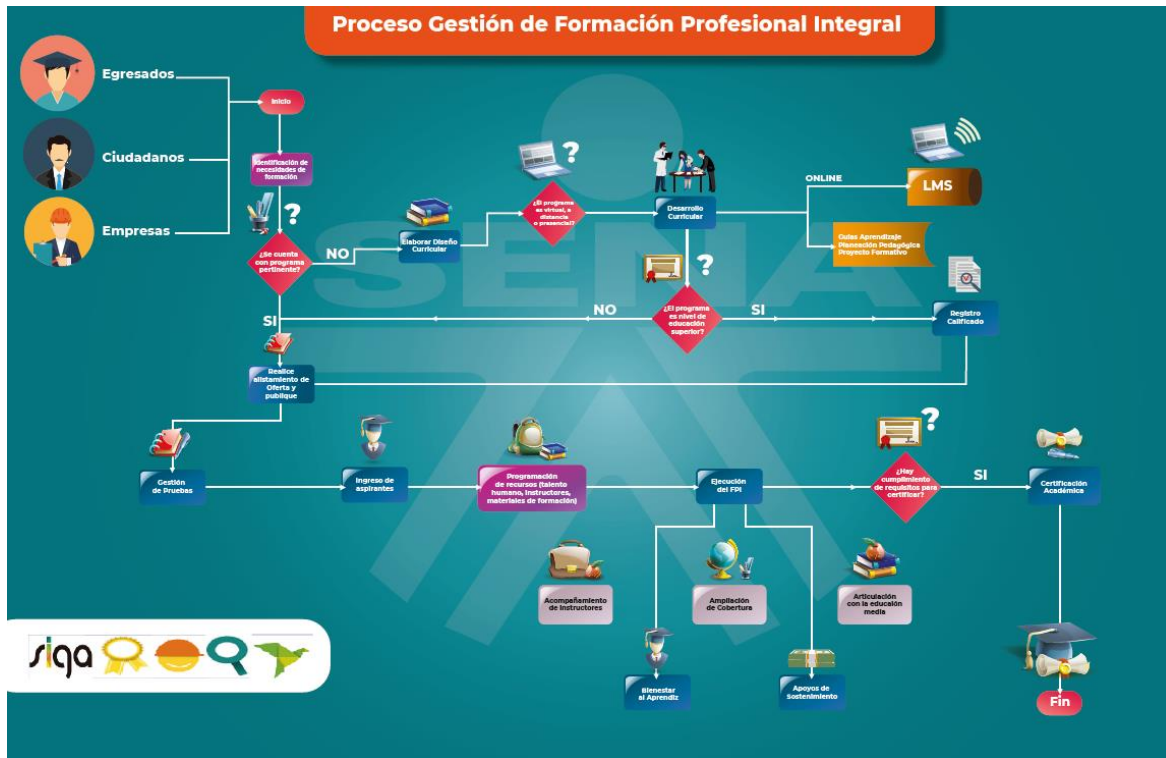 Proceso Gestión de Formación Profesional Integral
Egresados
Ciudadanos
Empresas
Inicio
Identificación de
necesidades de
formación
?
¿Se cuenta
con programa
pertinente?
NO
Elaborar Diseño
Curricular
?
¿El programa
es virtual, a
distancia
o presencial?
Desarrollo
Curricular
ONLINE
LMS
Guías Aprendizaje
Planeación Pedagógica
Proyecto Formativo
SENA
?
¿El programa
es nivel de
educación
superior?
NO
SI
Registro
Calificado
SI
Realice
alistamiento de
Oferta y
publique
Gestión
de Pruebas
Ingreso de
aspirantes
Programación
de recursos (talento
humano, instructores,
materiales de formación)
Ejecución
del FPI
?
¿Hay
cumplimiento
de requisitos para
certificar?
SI
Certificación
Académica
Acompañamiento
de Instructores
Ampliación
de Cobertura
Articulación
con la educaión
media
Bienestar
al Aprendiz
Apoyos de
Sostenimiento
Fin
siga